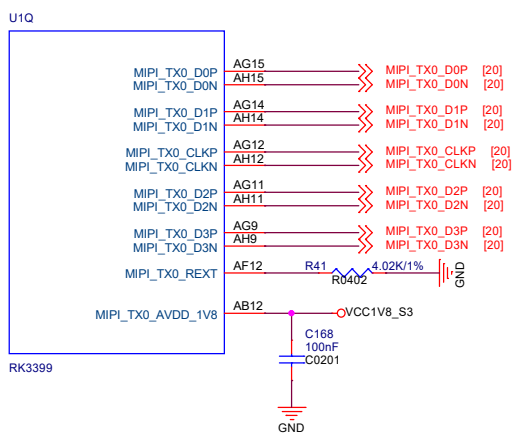 U1Q
MIPI_TX0_D0P AG15 MIPI_TX0_D0P [20]
MIPI_TX0_D0N AH15 MIPI_TX0_D0N [20]
MIPI_TX0_D1P AG14 MIPI_TX0_D1P [20]
MIPI_TX0_D1N AH14 MIPI_TX0_D1N [20]
MIPI_TX0_CLKP AG12 MIPI_TX0_CLKP [20]
MIPI_TX0_CLKN AH12 MIPI_TX0_CLKN [20]
MIPI_TX0_D2P AG11 MIPI_TX0_D2P [20]
MIPI_TX0_D2N AH11 MIPI_TX0_D2N [20]
MIPI_TX0_D3P AG9 MIPI_TX0_D3P [20]
MIPI_TX0_D3N AH9 MIPI_TX0_D3N [20]
MIPI_TX0_REXT AF12 R41 4.02K/1% GND
R0402
MIPI_TX0_AVDD_1V8 AB12 VCC1V8_S3
C168
100nF
C0201
RK3399
GND